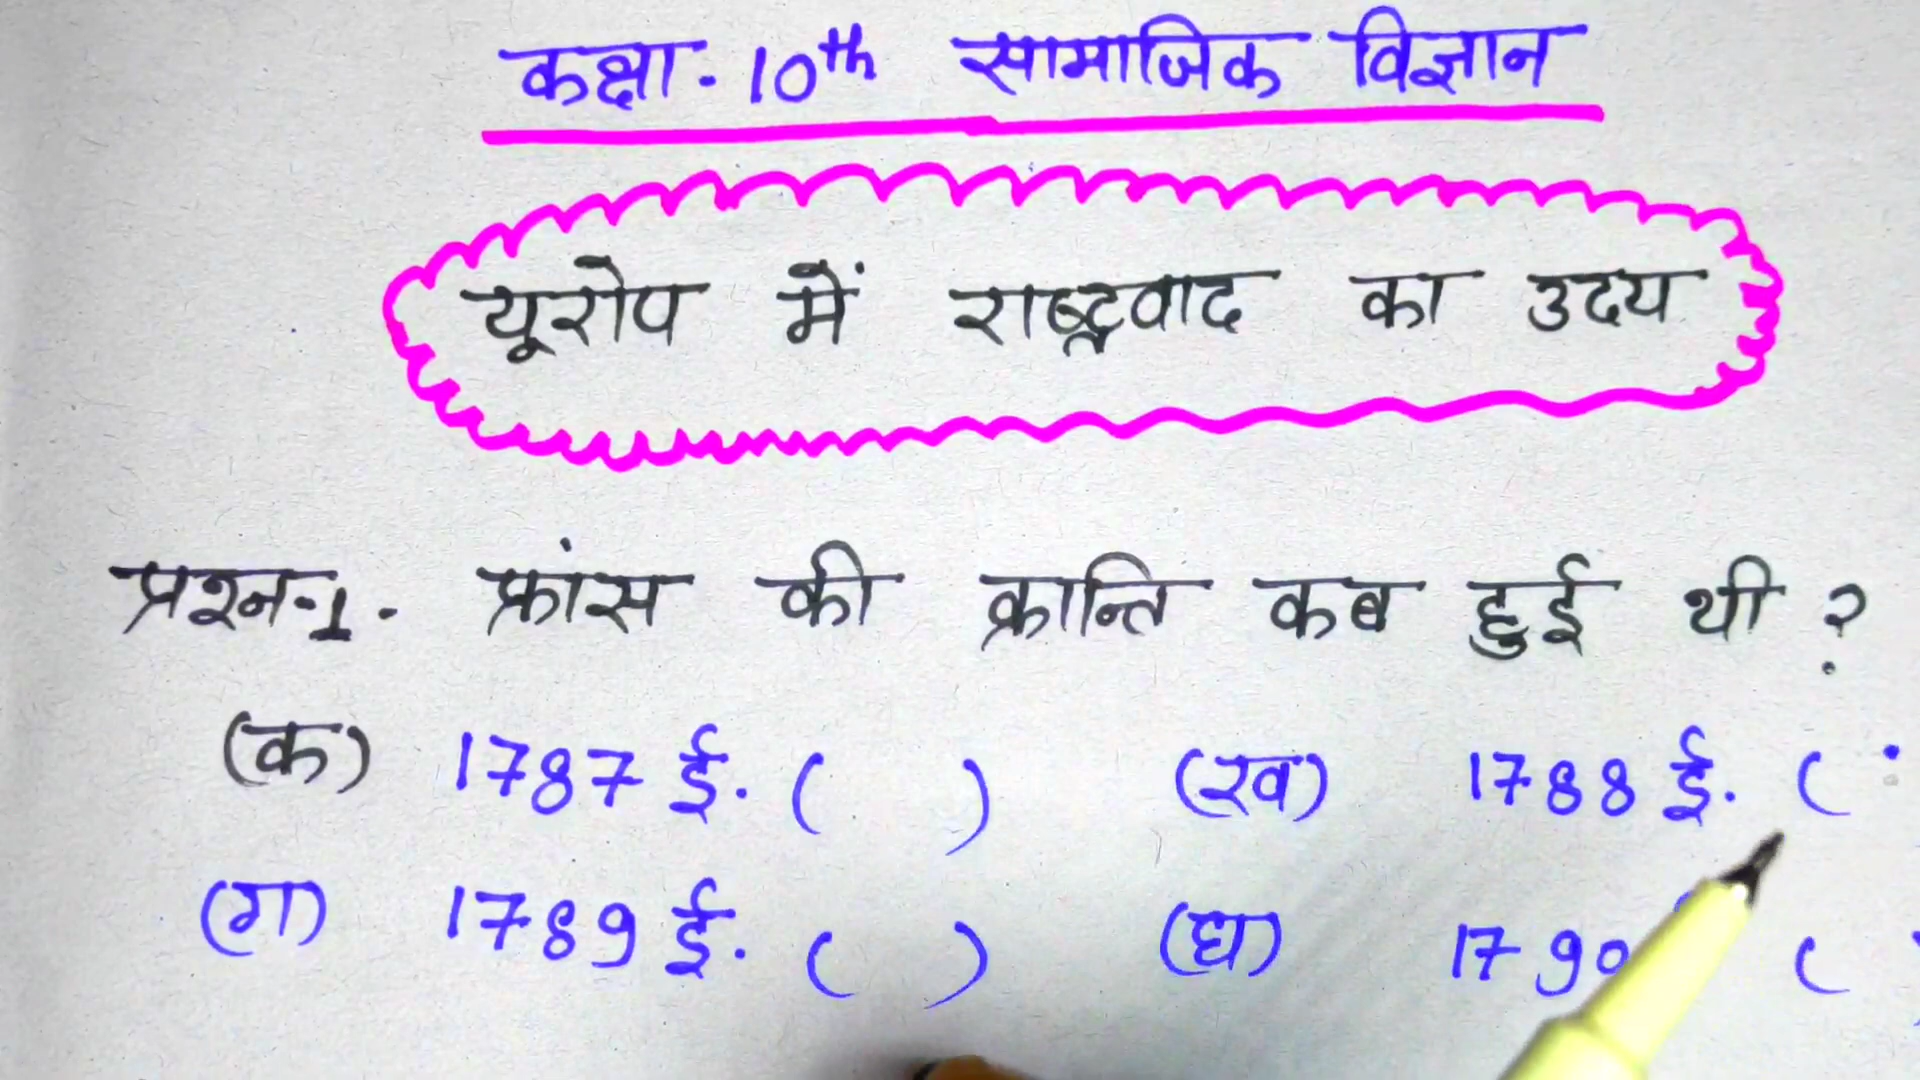 कक्षा- 10th सामाजिक विज्ञान
यूरोप में राष्ट्रवाद का उदय
प्रश्न-1. फ्रांस की क्रान्ति कब हुई थी ?
(क) 1787 ई. ( ) (ख) 1788 ई. (
(ग) 1789 ई. ( ) (घ) 1790 (